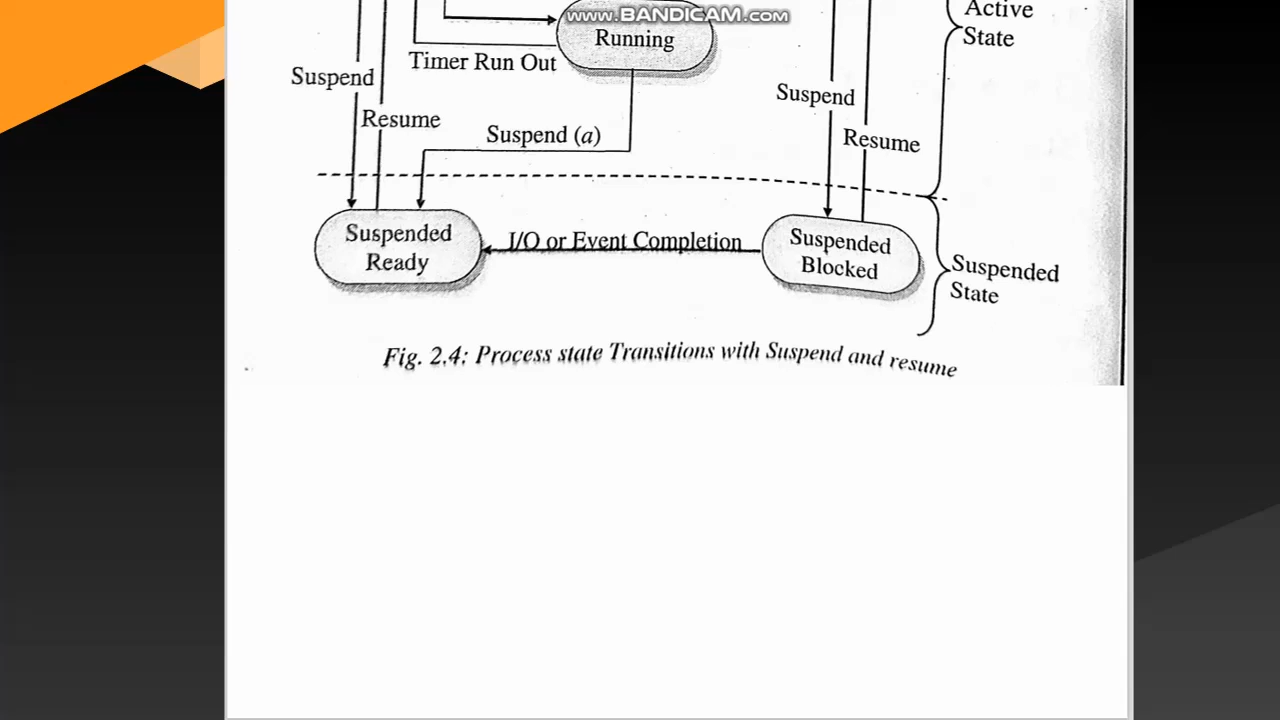 www.BANDICAM.com
Active
State
Running
Timer Run Out
Suspend
Suspend
Resume
Suspend (a)
Resume
Suspended
Ready
I/O or Event Completion
Suspended
Blocked
Suspended
State
Fig. 2.4: Process state Transitions with Suspend and resume